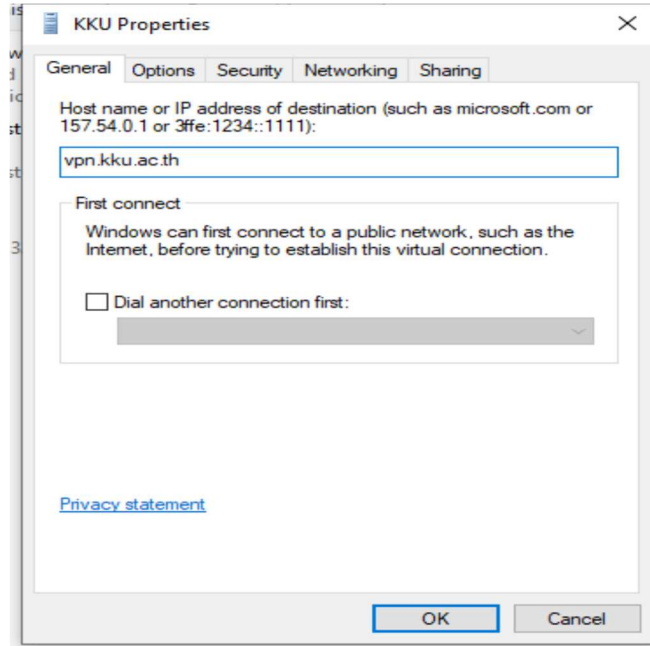 KKU Properties
General Options Security Networking Sharing
Host name or IP address of destination (such as microsoft.com or
157.54.0.1 or 3ffe:1234::1111):
vpn.kku.ac.th
First connect
Windows can first connect to a public network, such as the
Internet, before trying to establish this virtual connection.
Dial another connection first:
Privacy statement
OK Cancel